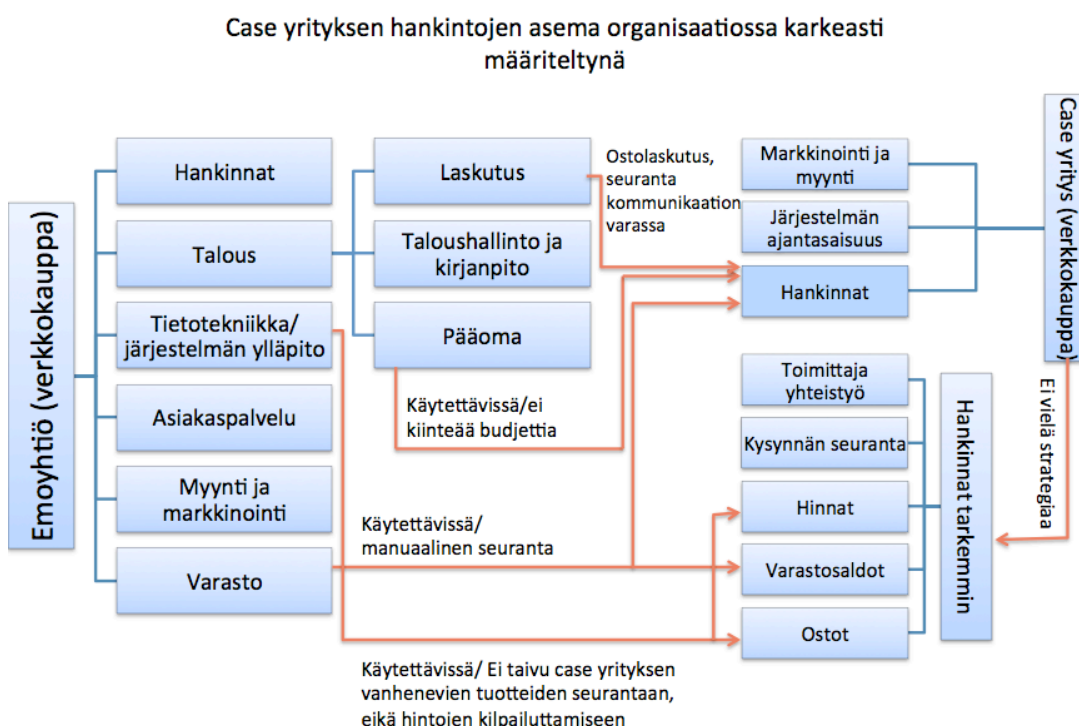 Case yrityksen hankintojen asema organisaatiossa karkeasti
määriteltynä
Emoyhtiö (verkkokauppa)
Hankinnat
Talous
Tietotekniikka/
järjestelmän ylläpito
Asiakaspalvelu
Myynti ja
markkinointi
Varasto
Laskutus
Taloushallinto ja
kirjanpito
Pääoma
Ostolaskutus,
seuranta
kommunikaation
varassa
Käytettävissä/ei
kiinteää budjettia
Käytettävissä/
manuaalinen seuranta
Käytettävissä/ Ei taivu case yrityksen
vanhenevien tuotteiden seurantaan,
eikä hintojen kilpailuttamiseen
Markkinointi ja
myynti
Järjestelmän
ajantasaisuus
Hankinnat
Case yritys (verkkokauppa)
Ei vielä strategiaa
Toimittaja
yhteistyö
Kysynnän seuranta
Hinnat
Varastosaldot
Ostot
Hankinnat tarkemmin